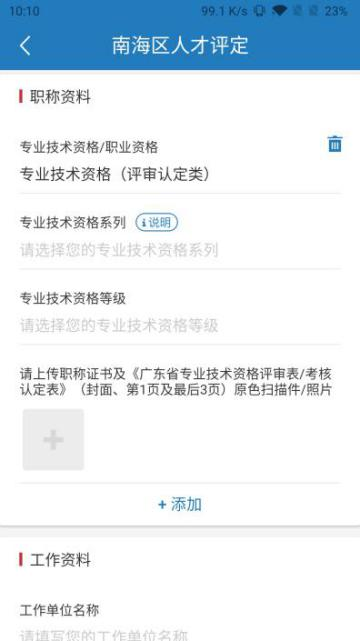 10:10 99.1 K/s 23%
南海区人才评定
职称资料
专业技术资格/职业资格
专业技术资格（评审认定类）
专业技术资格系列 i 说明
请选择您的专业技术资格系列
专业技术资格等级
请选择您的专业技术资格等级
请上传职称证书及《广东省专业技术资格评审表/考核
认定表》（封面、第1页及最后3页）原色扫描件/照片
+ 添加
工作资料
工作单位名称
请填写您的工作单位名称